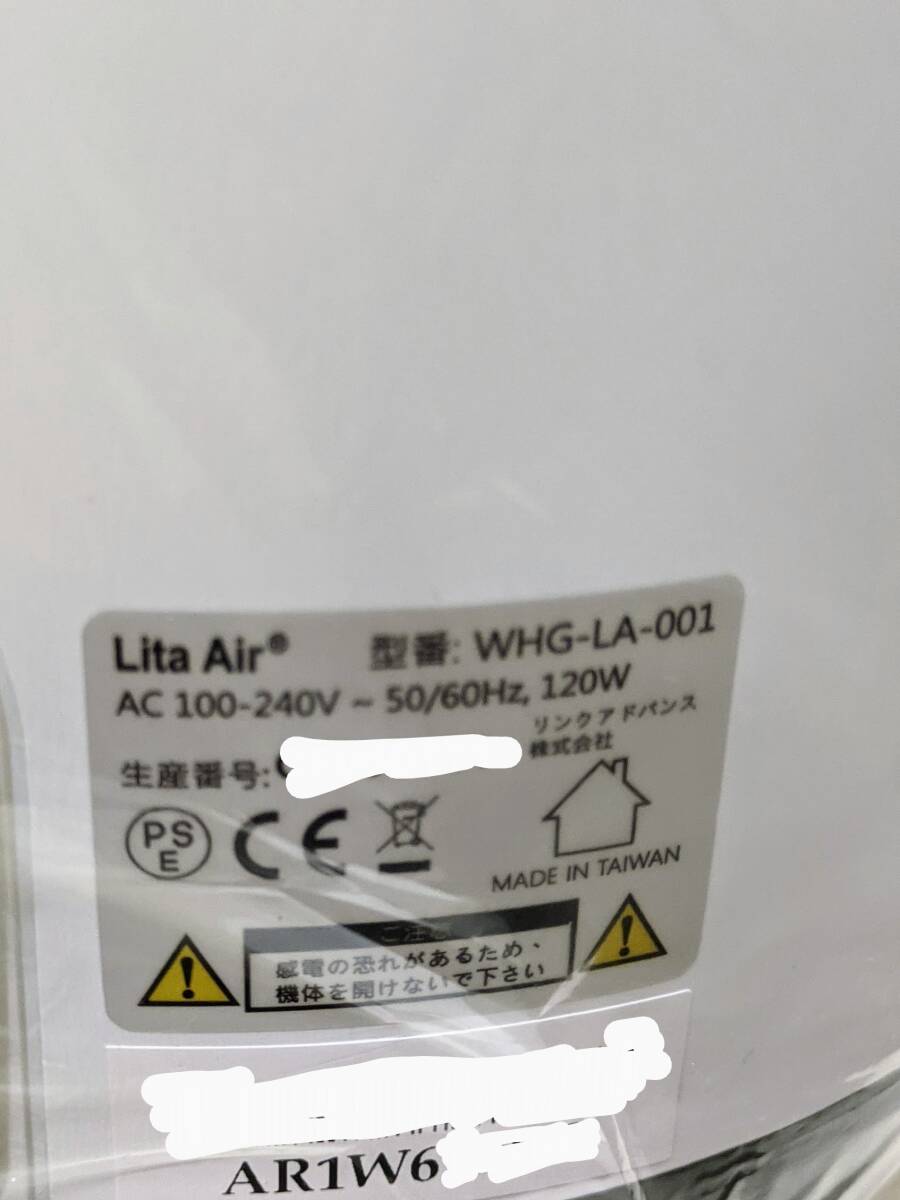 Lita Air® 型番: WHG-LA-001
AC 100-240V ~ 50/60Hz, 120W
リンクアドバンス
株式会社
生産番号:
PS
E
CE
MADE IN TAIWAN
ご注意
感電の恐れがあるため、
機体を開けないで下さい
AR1W6